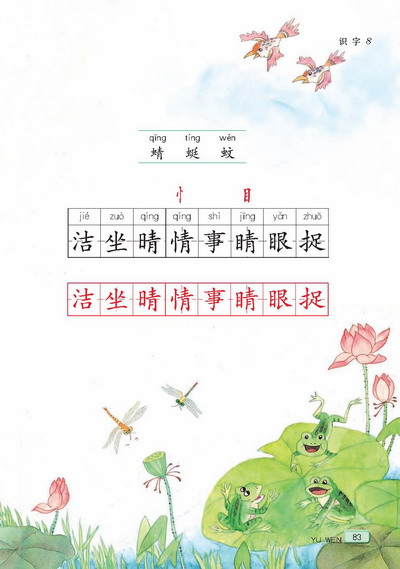 识字 8
qīng tíng wén
蜻 蜓 蚊
忄 目
jié zuò qíng qíng shì jīng yǎn zhuō
洁 坐 晴 情 事 睛 眼 捉
洁 坐 晴 情 事 睛 眼 捉
YU WEN 83